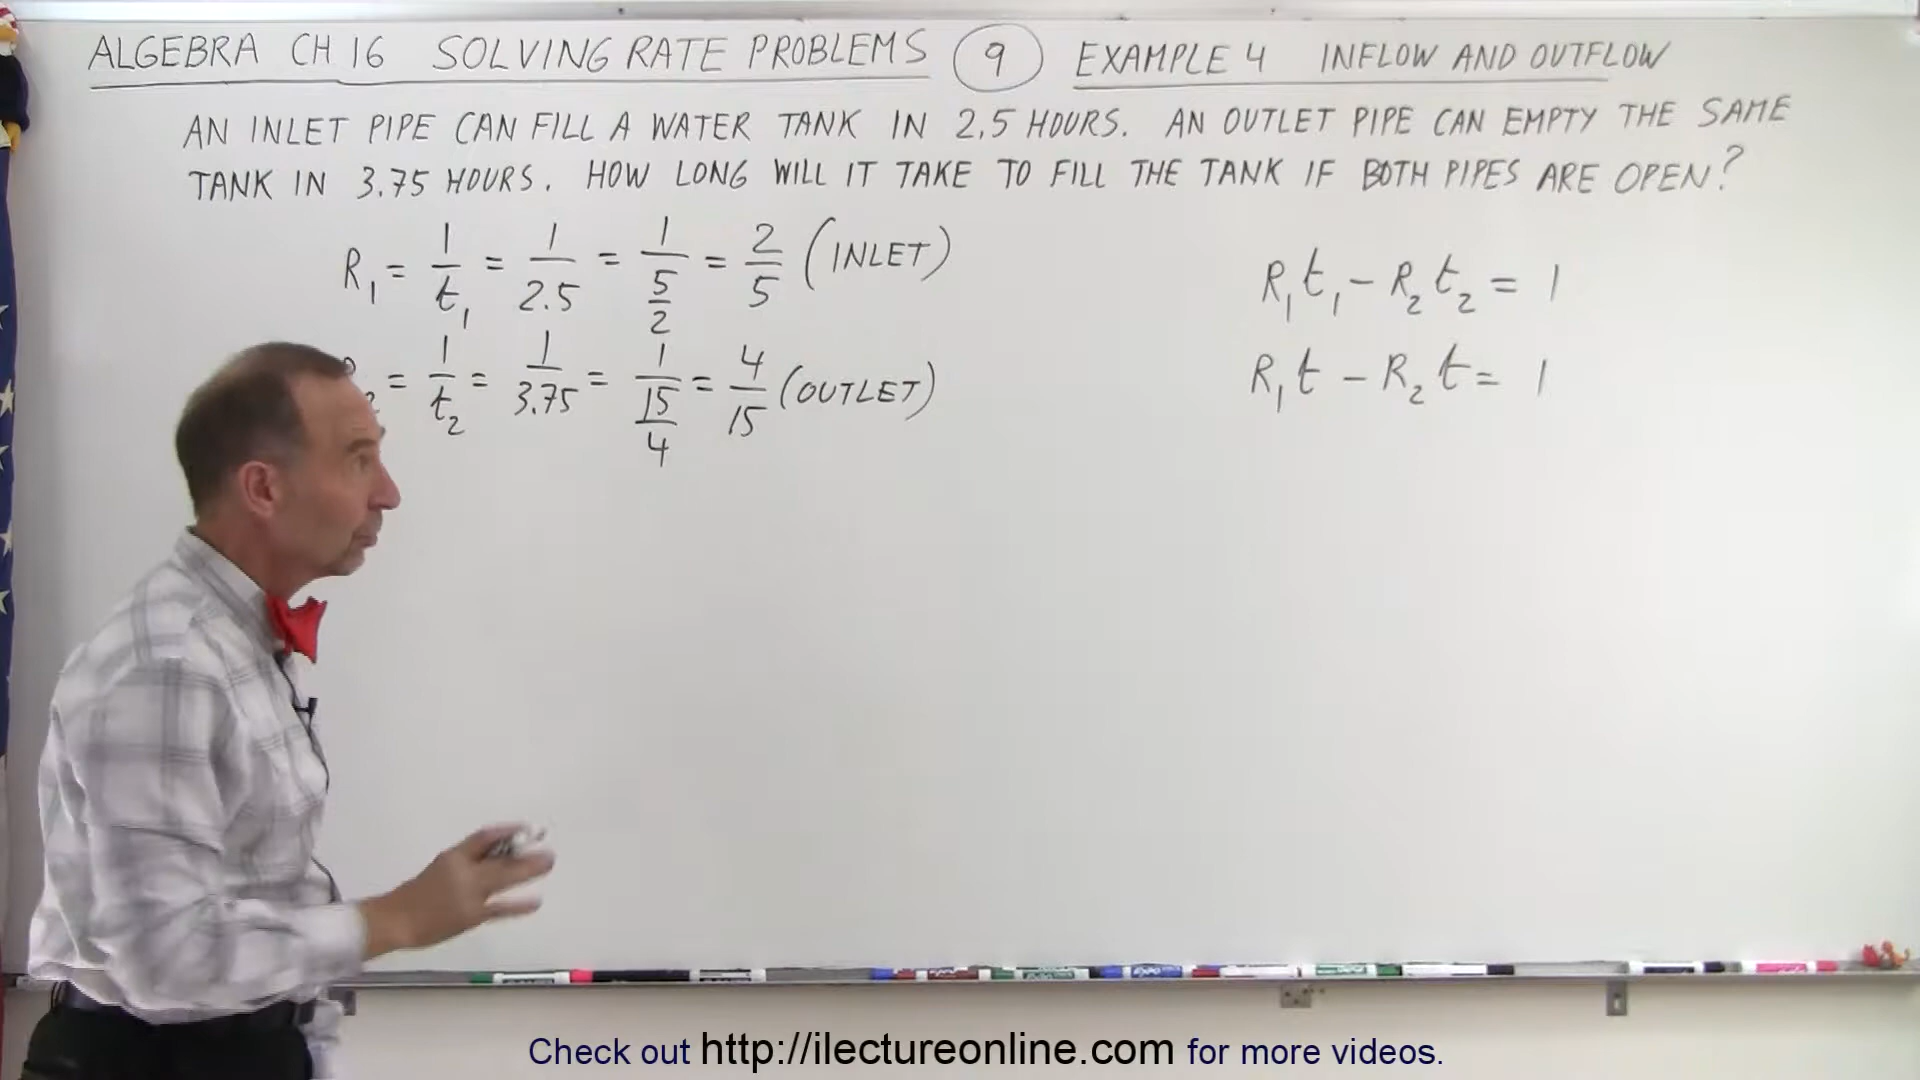 ALGEBRA CH 16 SOLVING RATE PROBLEMS 9 EXAMPLE 4 INFLOW AND OUTFLOW
AN INLET PIPE CAN FILL A WATER TANK IN 2.5 HOURS. AN OUTLET PIPE CAN EMPTY THE SAME
TANK IN 3.75 HOURS. HOW LONG WILL IT TAKE TO FILL THE TANK IF BOTH PIPES ARE OPEN?
R₁ = 1/t₁ = 1/2.5 = 1/(5/2) = 2/5 (INLET)
₂ = 1/t₂ = 1/3.75 = 1/(15/4) = 4/15 (OUTLET)
R₁t₁ - R₂t₂ = 1
R₁t - R₂t = 1
Check out http://ilectureonline.com for more videos.